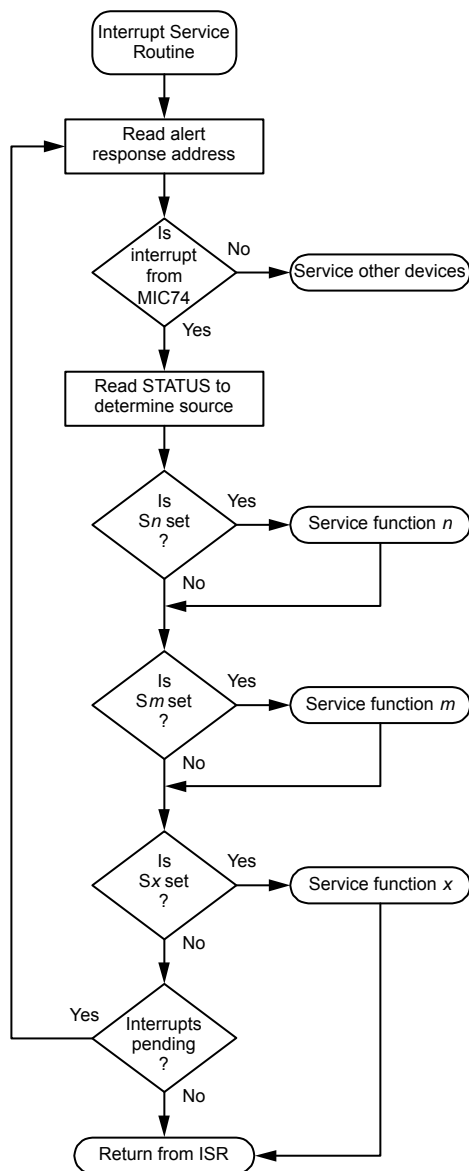 Interrupt Service
Routine
Read alert
response address
Is
interrupt
from
MIC74
No
Service other devices
Yes
Read STATUS to
determine source
Is
Sn set
?
Yes
Service function n
No
Is
Sm set
?
Yes
Service function m
No
Is
Sx set
?
Yes
Service function x
No
Yes
Interrupts
pending
?
No
Return from ISR